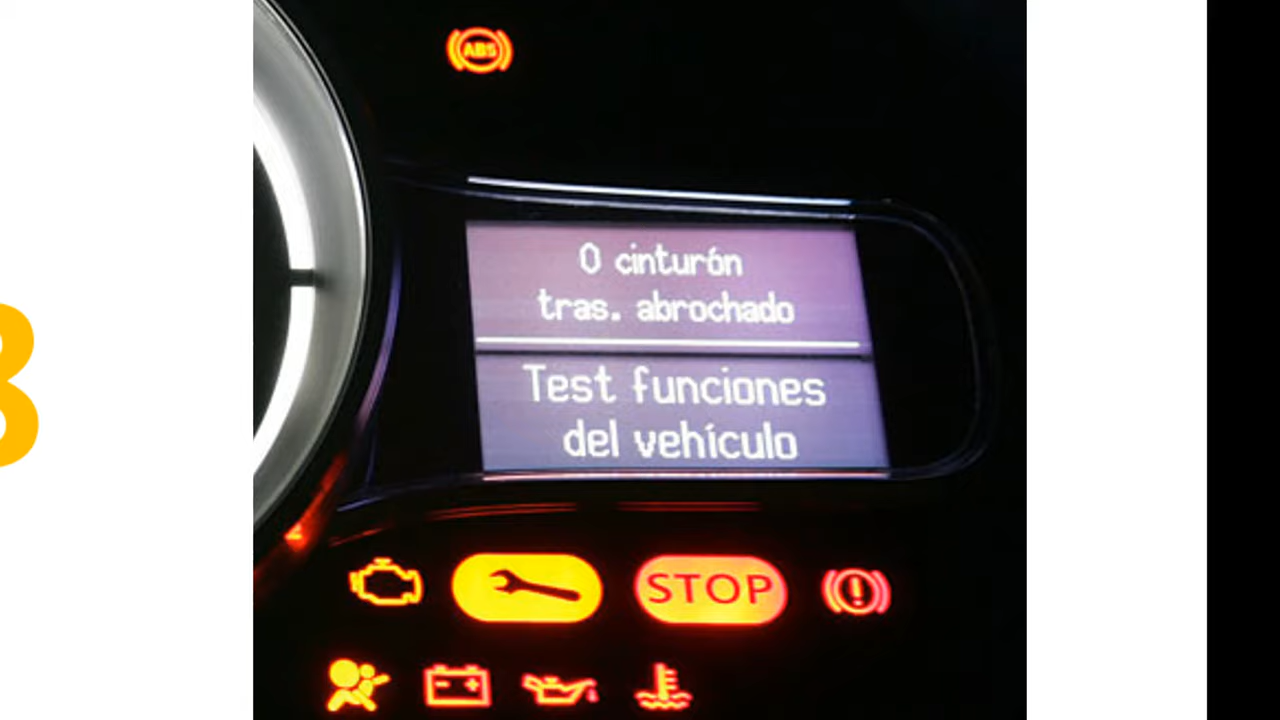 ABS
0 cinturón
tras. abrochado
Test funciones
del vehículo
STOP